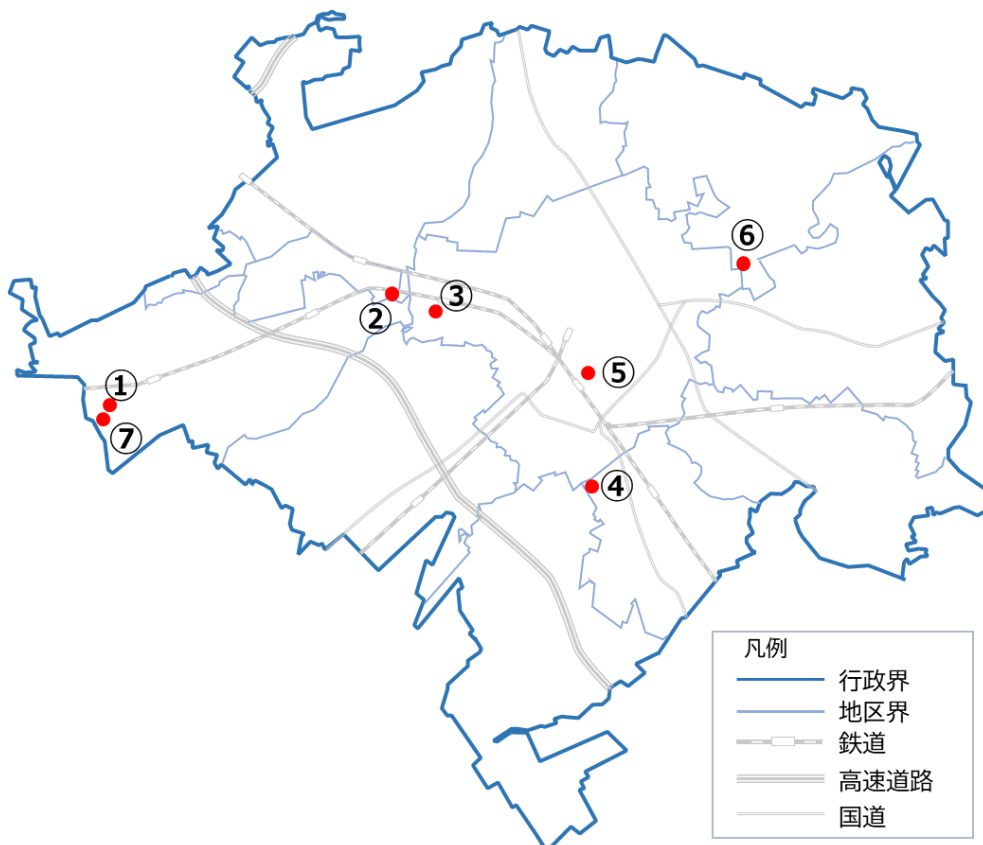 ⑥
③
②
⑤
①
⑦
④
凡例
行政界
地区界
鉄道
高速道路
国道